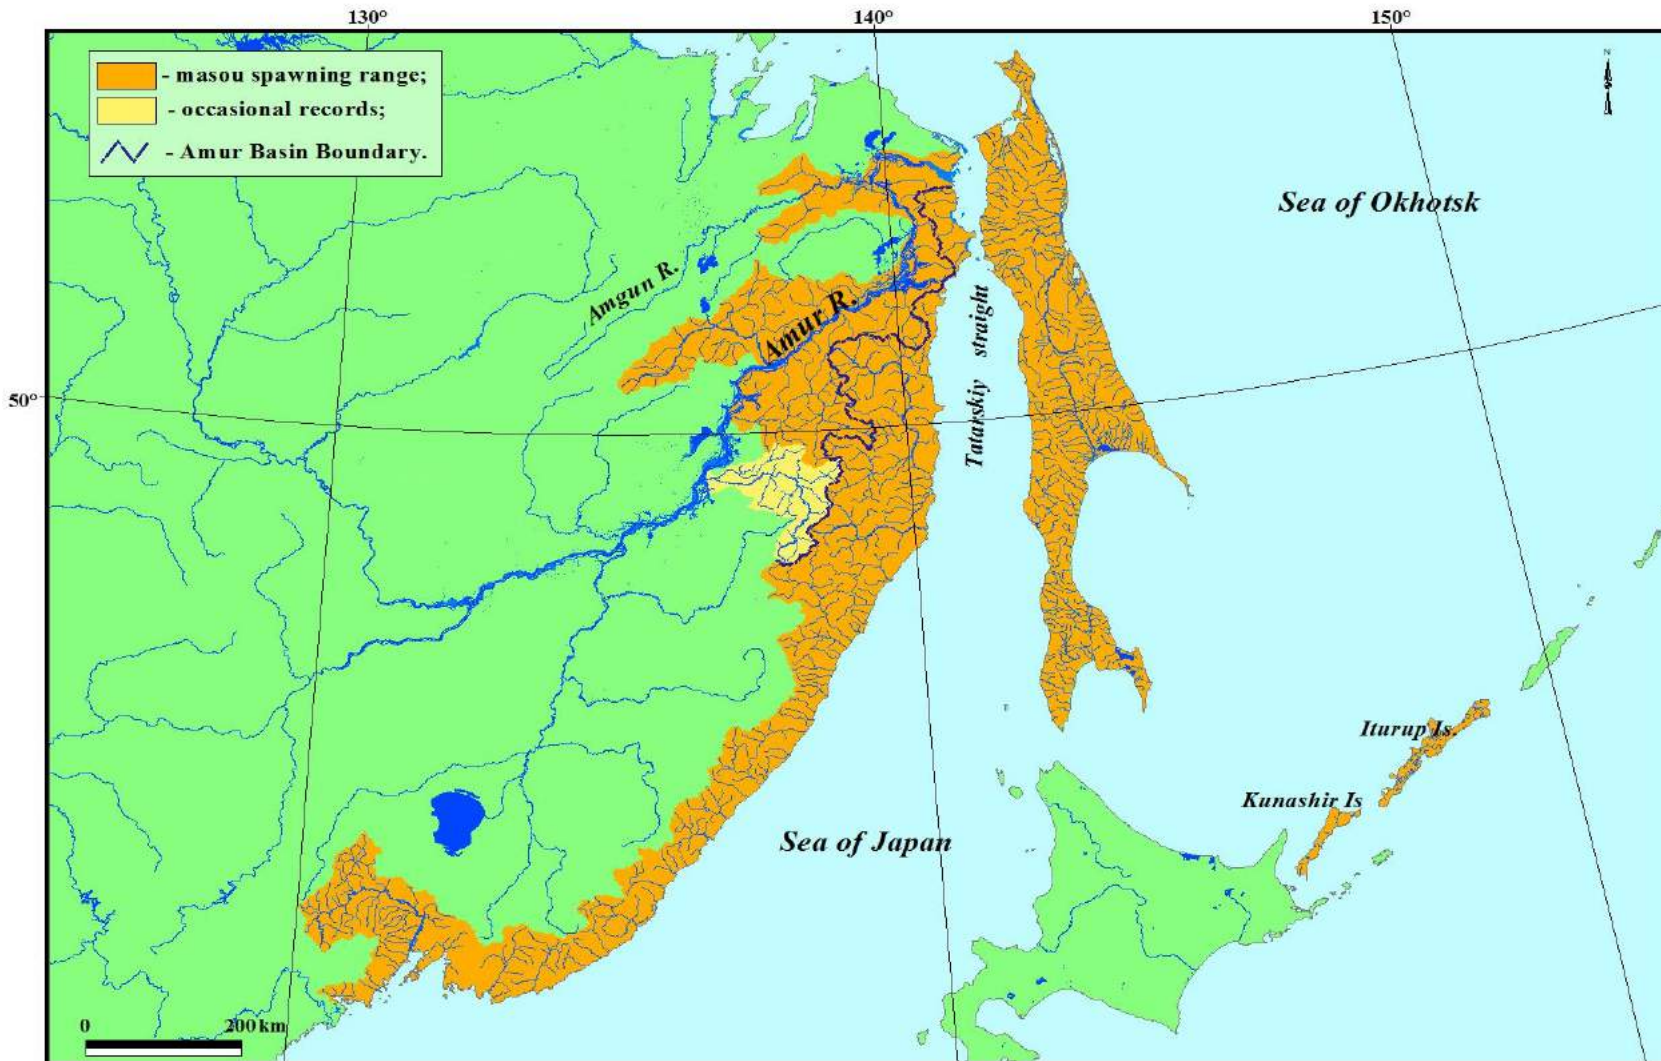 130° 140° 150°
- masou spawning range;
- occasional records;
- Amur Basin Boundary.
N
Sea of Okhotsk
Amgun R.
Amur R.
Tatarskiy straight
50°
Iturup Is.
Kunashir Is
Sea of Japan
0 200 km